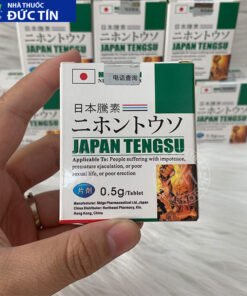 NHÀ THUỐC
ĐỨC TÍN
电话查询
日本騰素
ニホントウソ
JAPAN TENGSU
Applicable To: People suffering with impotence,
premature ejaculation, or poor
sexual life, or poor erection
片剂 0.5g/Tablet
Manufacturer: Shiga Pharmaceutical Ltd., Japan
China Distributor: Northeast Pharmacy, Kln.
Hong Kong, China